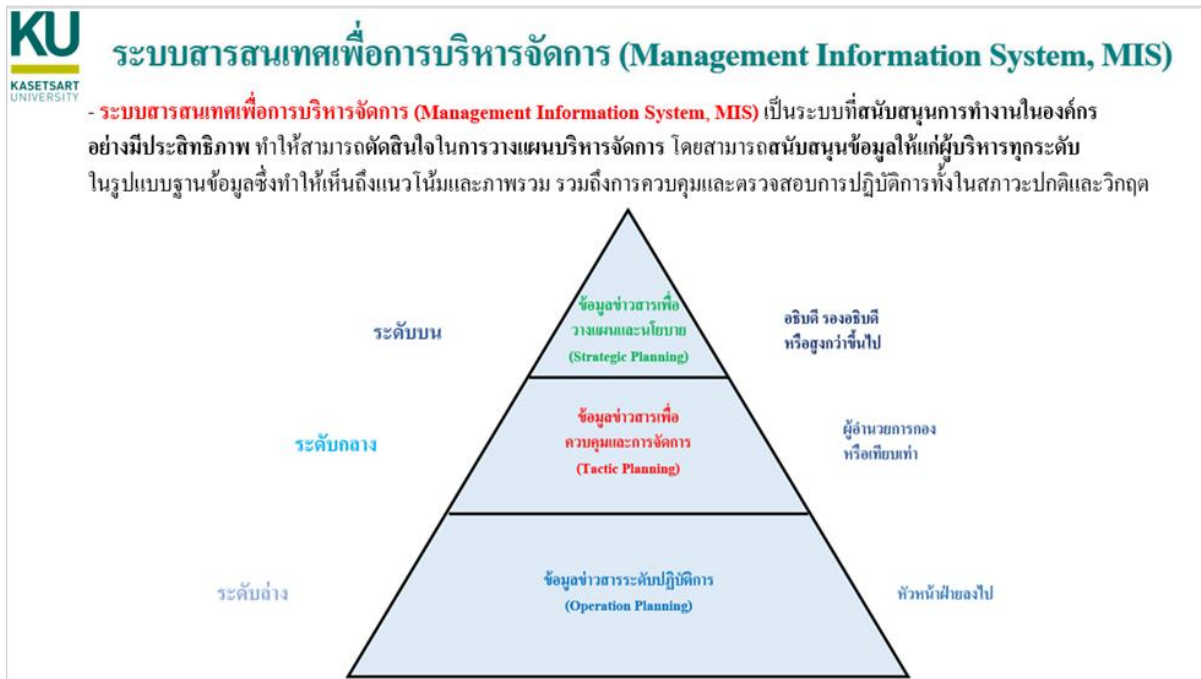 KU
KASETSART
UNIVERSITY
ระบบสารสนเทศเพื่อการบริหารจัดการ (Management Information System, MIS)
- ระบบสารสนเทศเพื่อการบริหารจัดการ (Management Information System, MIS) เป็นระบบที่สนับสนุนการทำงานในองค์กร
อย่างมีประสิทธิภาพ ทำให้สามารถตัดสินใจในการวางแผนบริหารจัดการ โดยสามารถสนับสนุนข้อมูลให้แก่ผู้บริหารทุกระดับ
ในรูปแบบฐานข้อมูลซึ่งทำให้เห็นถึงแนวโน้มและภาพรวม รวมถึงการควบคุมและตรวจสอบการปฏิบัติการทั้งในสภาวะปกติและวิกฤต
ระดับบน
ข้อมูลข่าวสารเพื่อ
วางแผนและนโยบาย
(Strategic Planning)
อธิบดี รองอธิบดี
หรือสูงกว่าขึ้นไป
ระดับกลาง
ข้อมูลข่าวสารเพื่อ
ควบคุมและการจัดการ
(Tactic Planning)
ผู้อำนวยการกอง
หรือเทียบเท่า
ระดับล่าง
ข้อมูลข่าวสารระดับปฏิบัติการ
(Operation Planning)
หัวหน้าฝ่ายลงไป